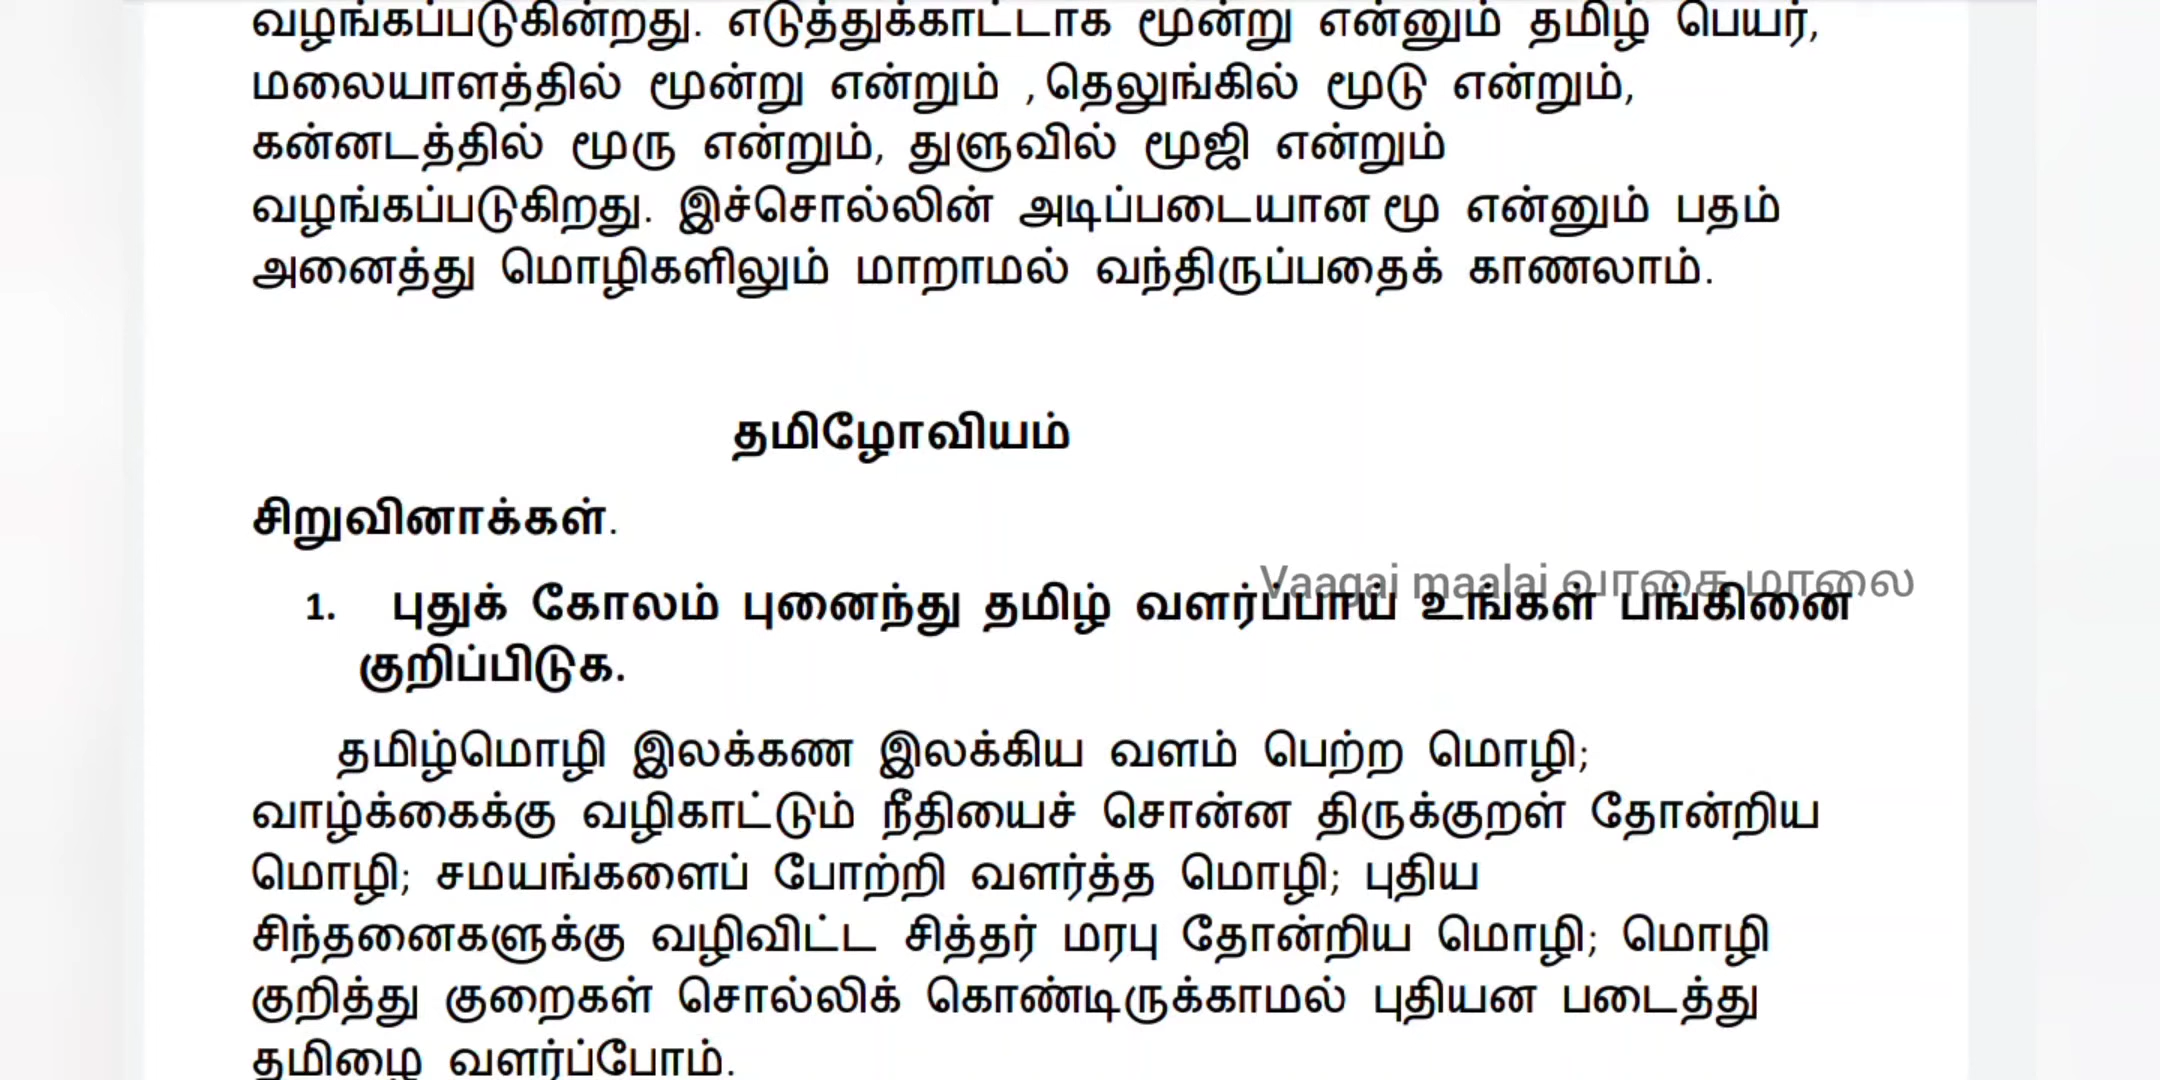 வழங்கப்படுகின்றது. எடுத்துக்காட்டாக மூன்று என்னும் தமிழ் பெயர்,
மலையாளத்தில் மூன்று என்றும் ,தெலுங்கில் மூடு என்றும்,
கன்னடத்தில் மூரு என்றும், துளுவில் மூஜி என்றும்
வழங்கப்படுகிறது. இச்சொல்லின் அடிப்படையான மூ என்னும் பதம்
அனைத்து மொழிகளிலும் மாறாமல் வந்திருப்பதைக் காணலாம்.
தமிழோவியம்
சிறுவினாக்கள்.
Vaagai maalai வாகை மாலை
1. புதுக் கோலம் புனைந்து தமிழ் வளர்ப்பாய் உங்கள் பங்கினை
குறிப்பிடுக.
தமிழ்மொழி இலக்கண இலக்கிய வளம் பெற்ற மொழி;
வாழ்க்கைக்கு வழிகாட்டும் நீதியைச் சொன்ன திருக்குறள் தோன்றிய
மொழி; சமயங்களைப் போற்றி வளர்த்த மொழி; புதிய
சிந்தனைகளுக்கு வழிவிட்ட சித்தர் மரபு தோன்றிய மொழி; மொழி
குறித்து குறைகள் சொல்லிக் கொண்டிருக்காமல் புதியன படைத்து
தமிழை வளர்ப்போம்.